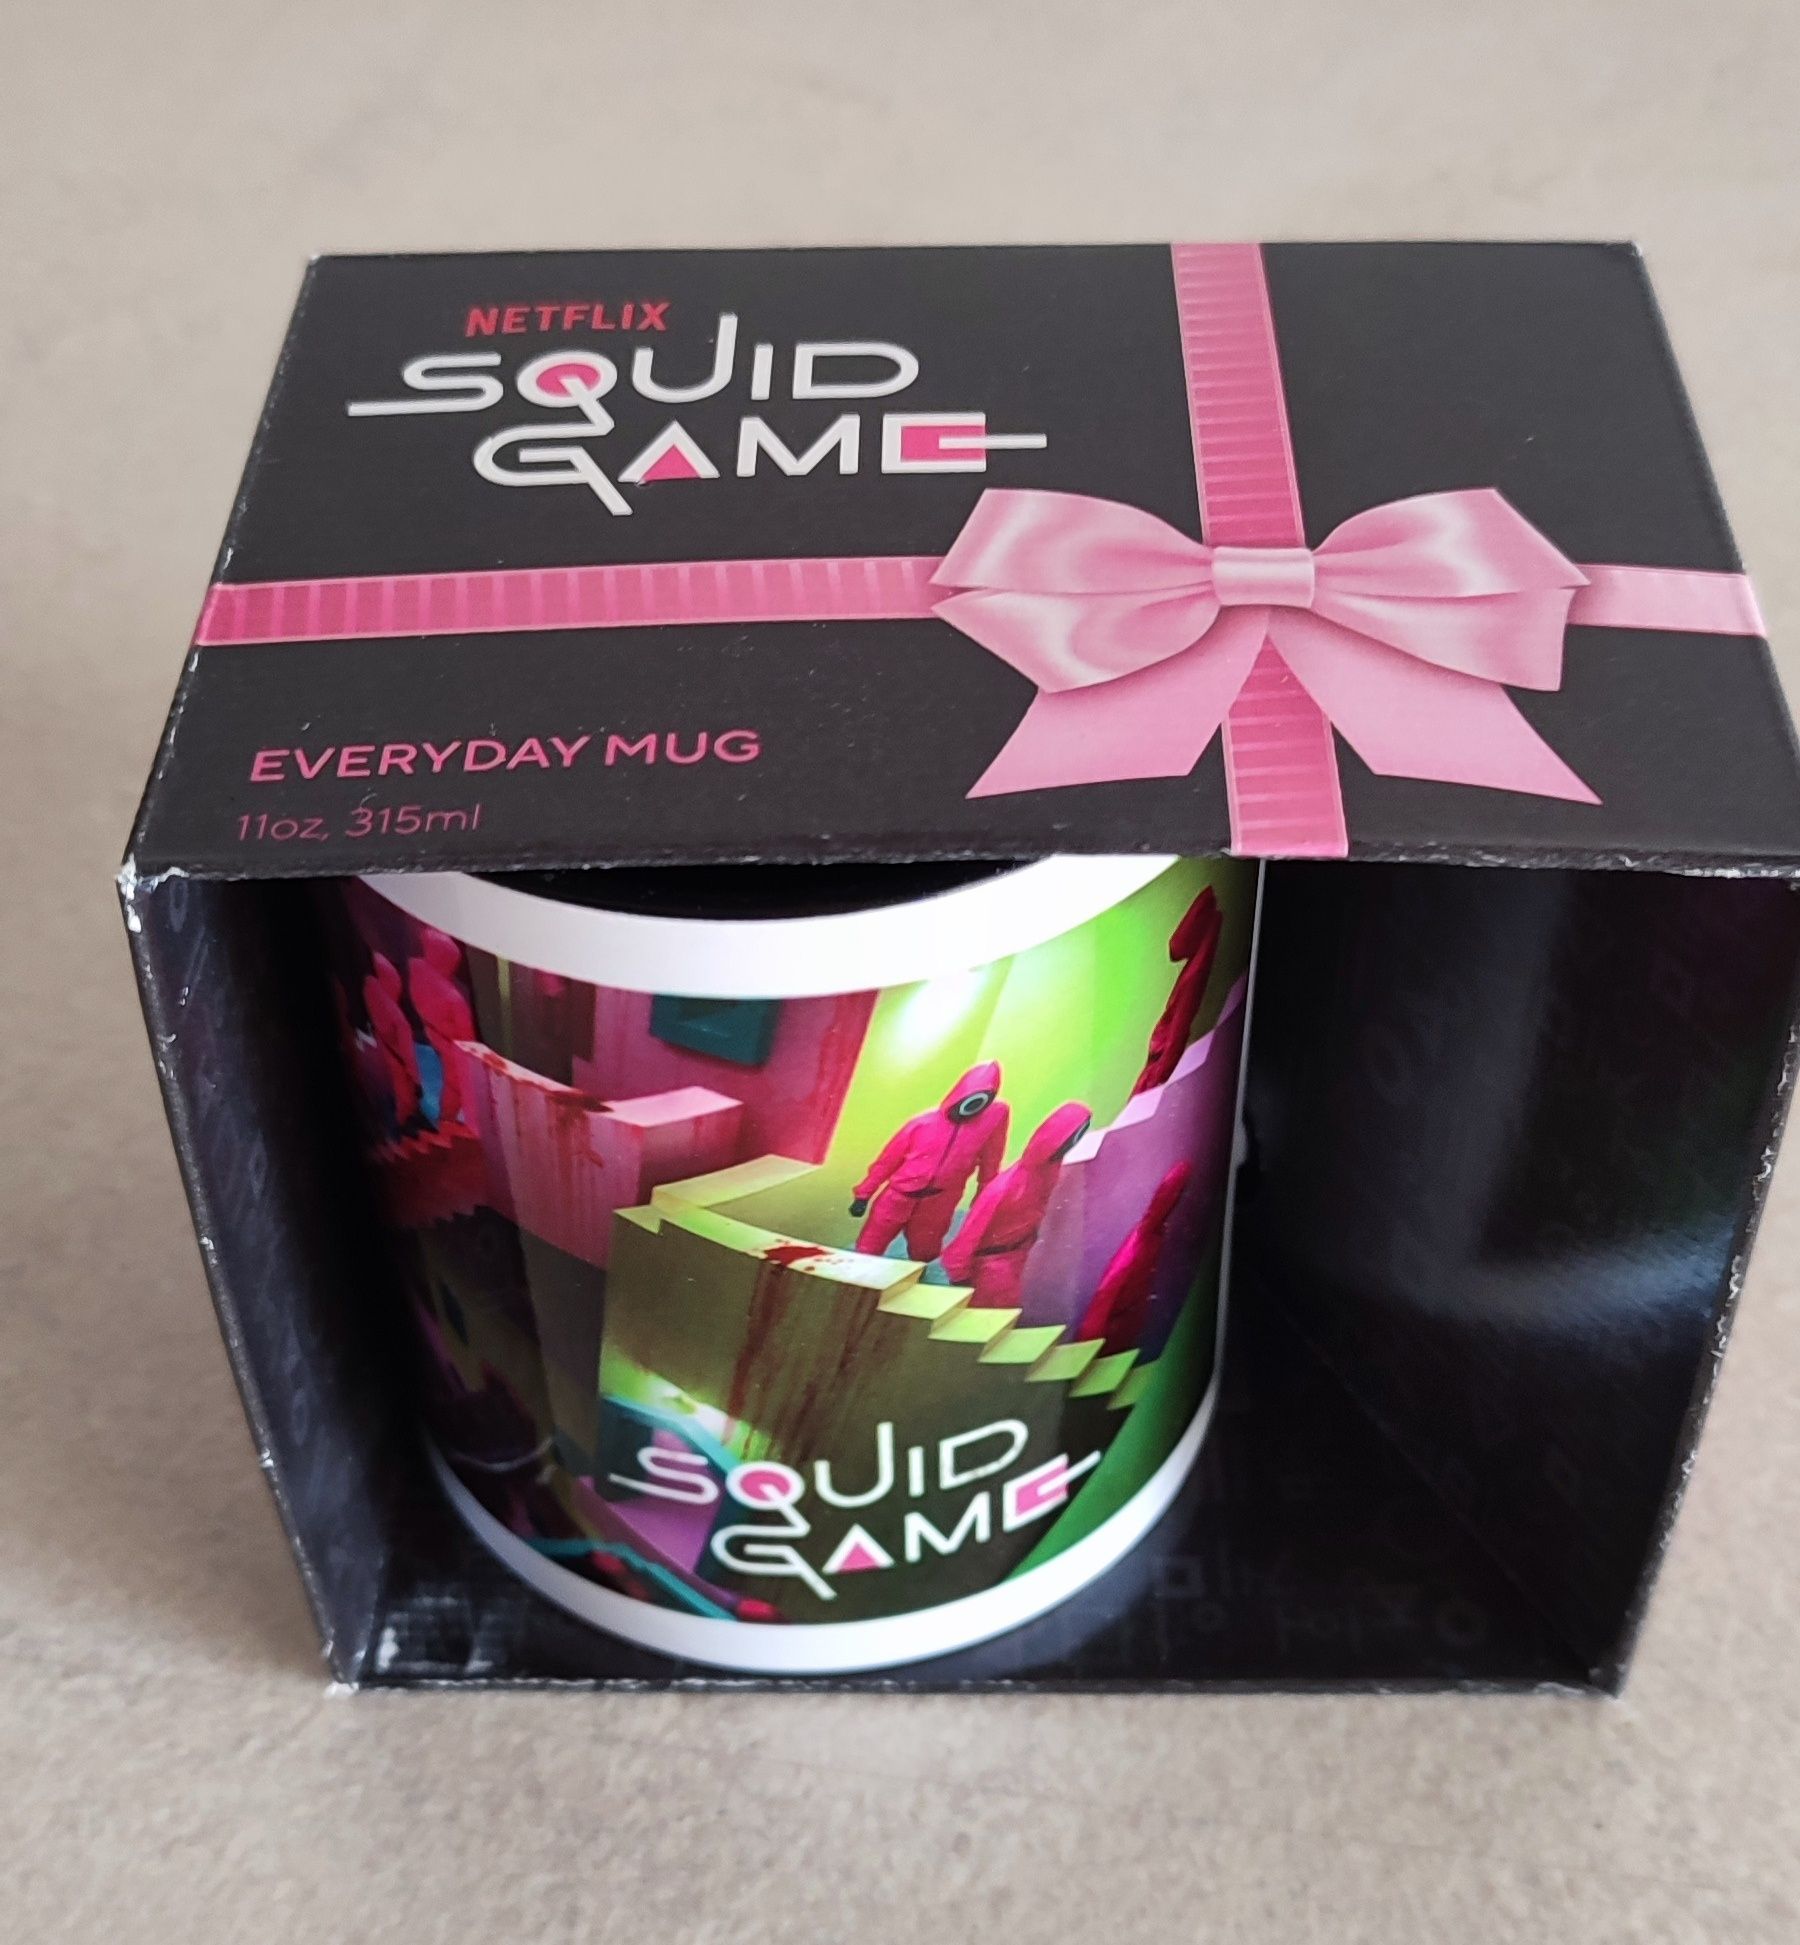 NETFLIX
SQUID
GAME
EVERYDAY MUG
11oz, 315ml
SQUID
GAME